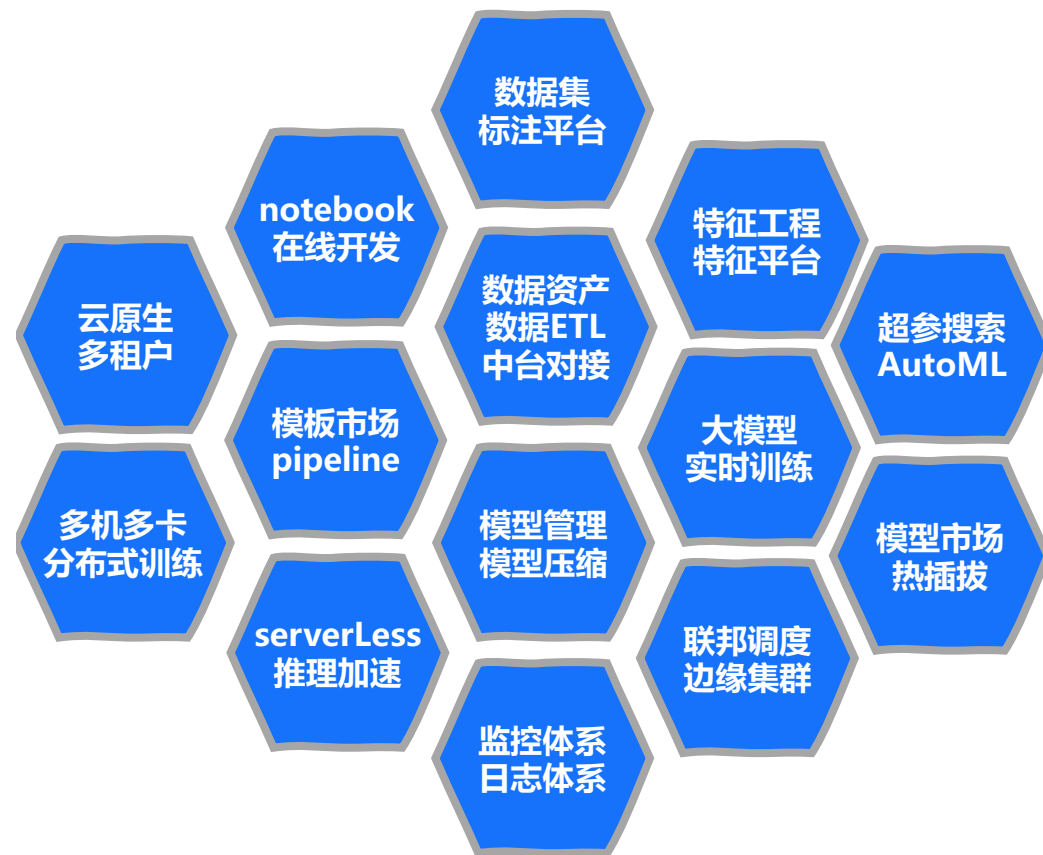 数据集
标注平台
notebook
在线开发
特征工程
特征平台
云原生
多租户
数据资产
数据ETL
中台对接
超参搜索
AutoML
模板市场
pipeline
大模型
实时训练
多机多卡
分布式训练
模型管理
模型压缩
模型市场
热插拔
serverLess
推理加速
联邦调度
边缘集群
监控体系
日志体系